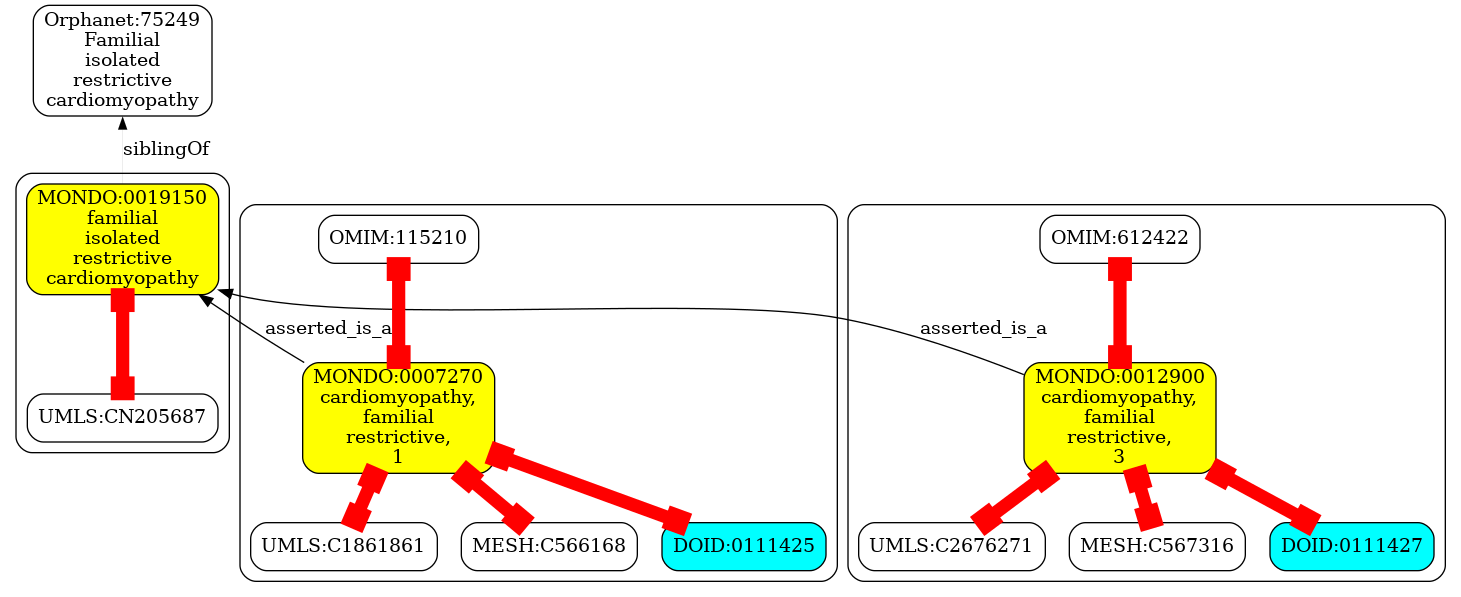 Orphanet:75249
Familial
isolated
restrictive
cardiomyopathy
siblingOf
MONDO:0019150
familial
isolated
restrictive
cardiomyopathy
UMLS:CN205687
OMIM:115210
asserted_is_a
MONDO:0007270
cardiomyopathy,
familial
restrictive,
1
UMLS:C1861861
MESH:C566168
DOID:0111425
OMIM:612422
asserted_is_a
MONDO:0012900
cardiomyopathy,
familial
restrictive,
3
UMLS:C2676271
MESH:C567316
DOID:0111427